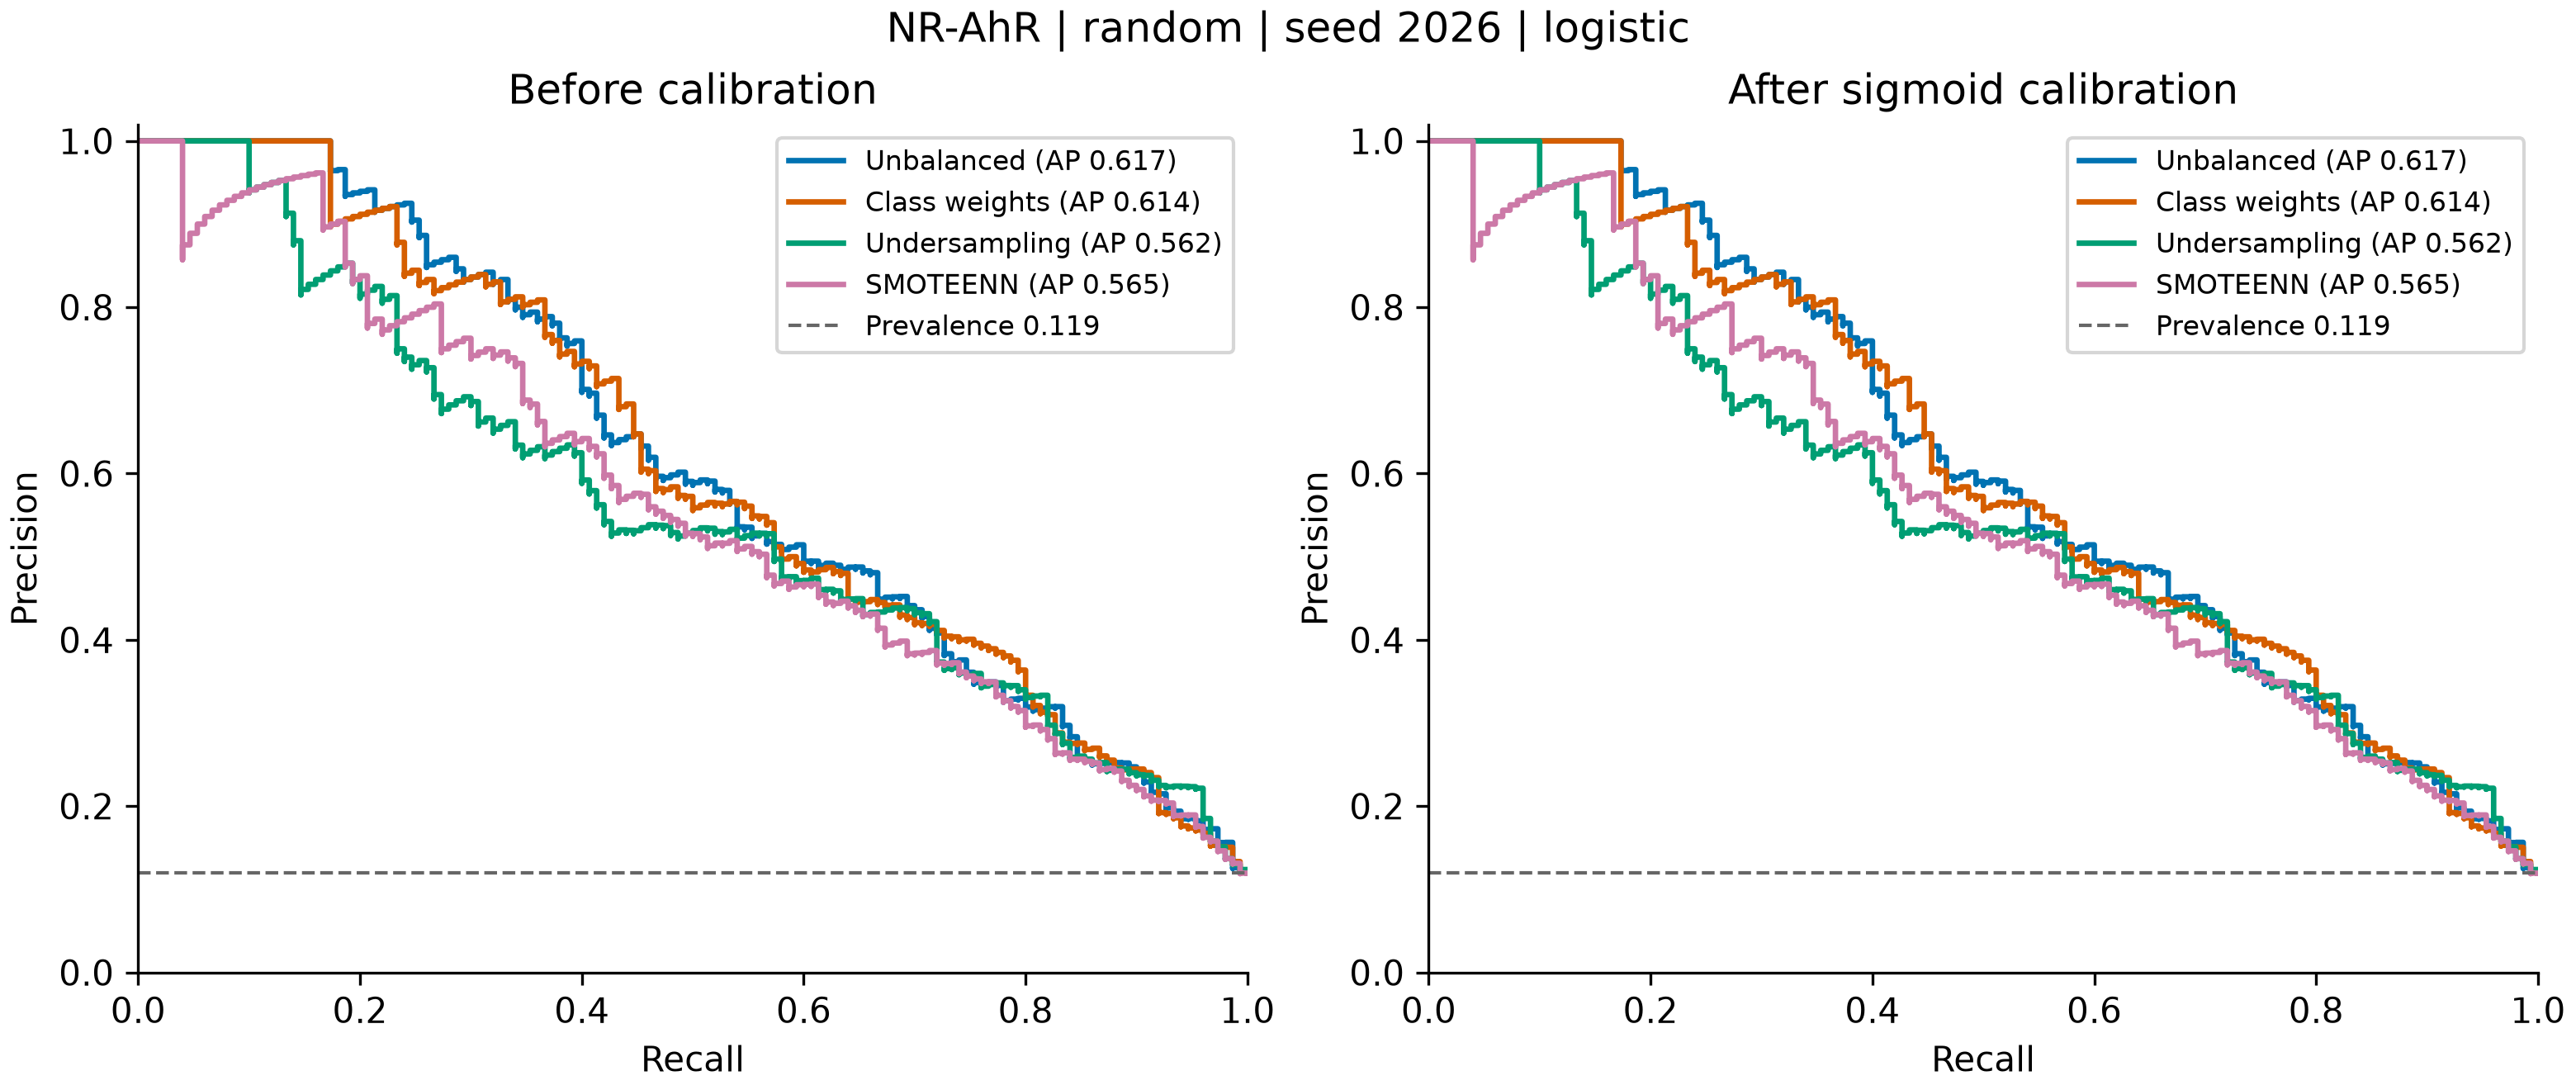 NR-AhR | random | seed 2026 | logistic
Before calibration
Precision
1.0
0.8
0.6
0.4
0.2
0.0
0.0 0.2 0.4 0.6 0.8 1.0
Recall
Unbalanced (AP 0.617)
Class weights (AP 0.614)
Undersampling (AP 0.562)
SMOTEENN (AP 0.565)
Prevalence 0.119
After sigmoid calibration
Precision
1.0
0.8
0.6
0.4
0.2
0.0
0.0 0.2 0.4 0.6 0.8 1.0
Recall
Unbalanced (AP 0.617)
Class weights (AP 0.614)
Undersampling (AP 0.562)
SMOTEENN (AP 0.565)
Prevalence 0.119